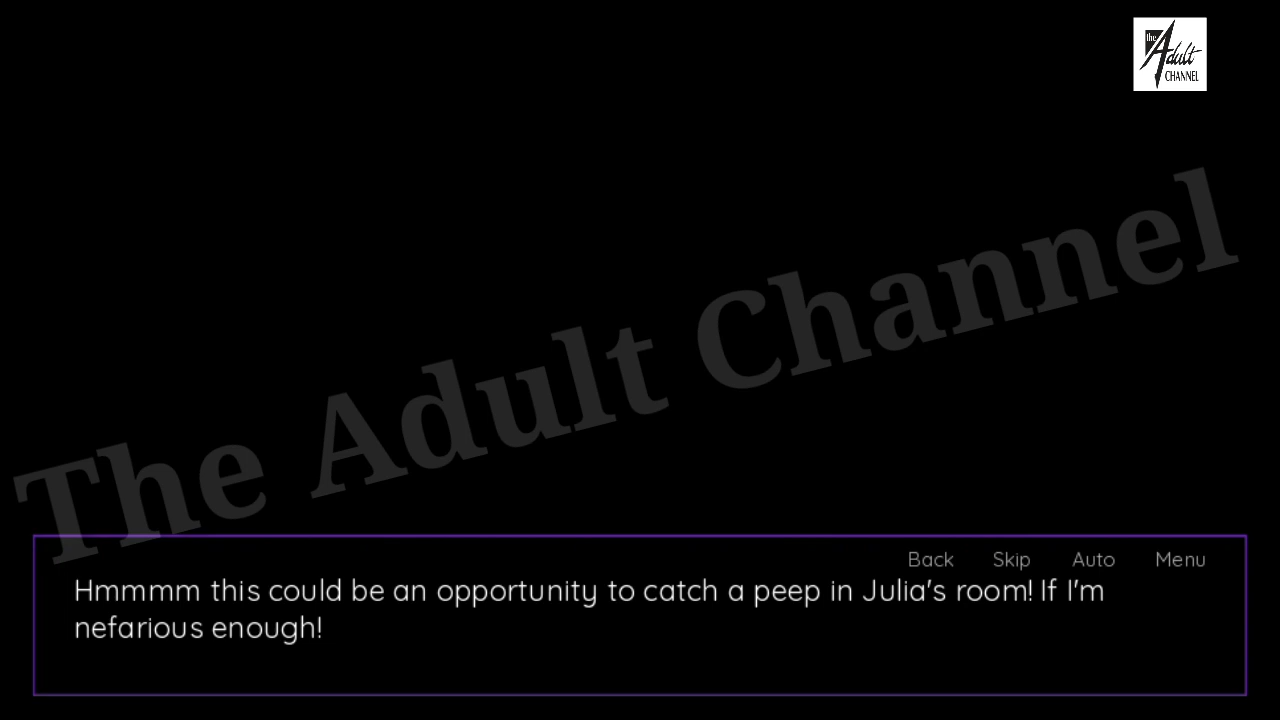 the Adult
CHANNEL
The Adult Channel
Back Skip Auto Menu
Hmmmm this could be an opportunity to catch a peep in Julia's room! If I'm
nefarious enough!